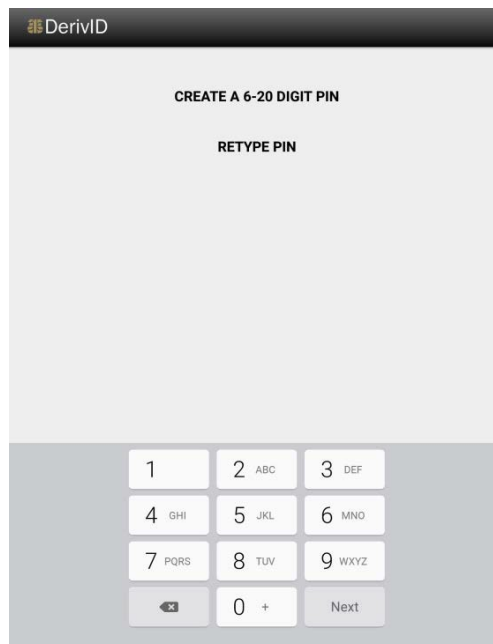 DerivID
CREATE A 6-20 DIGIT PIN
RETYPE PIN
1 2 ABC 3 DEF
4 GHI 5 JKL 6 MNO
7 PQRS 8 TUV 9 WXYZ
0 + Next